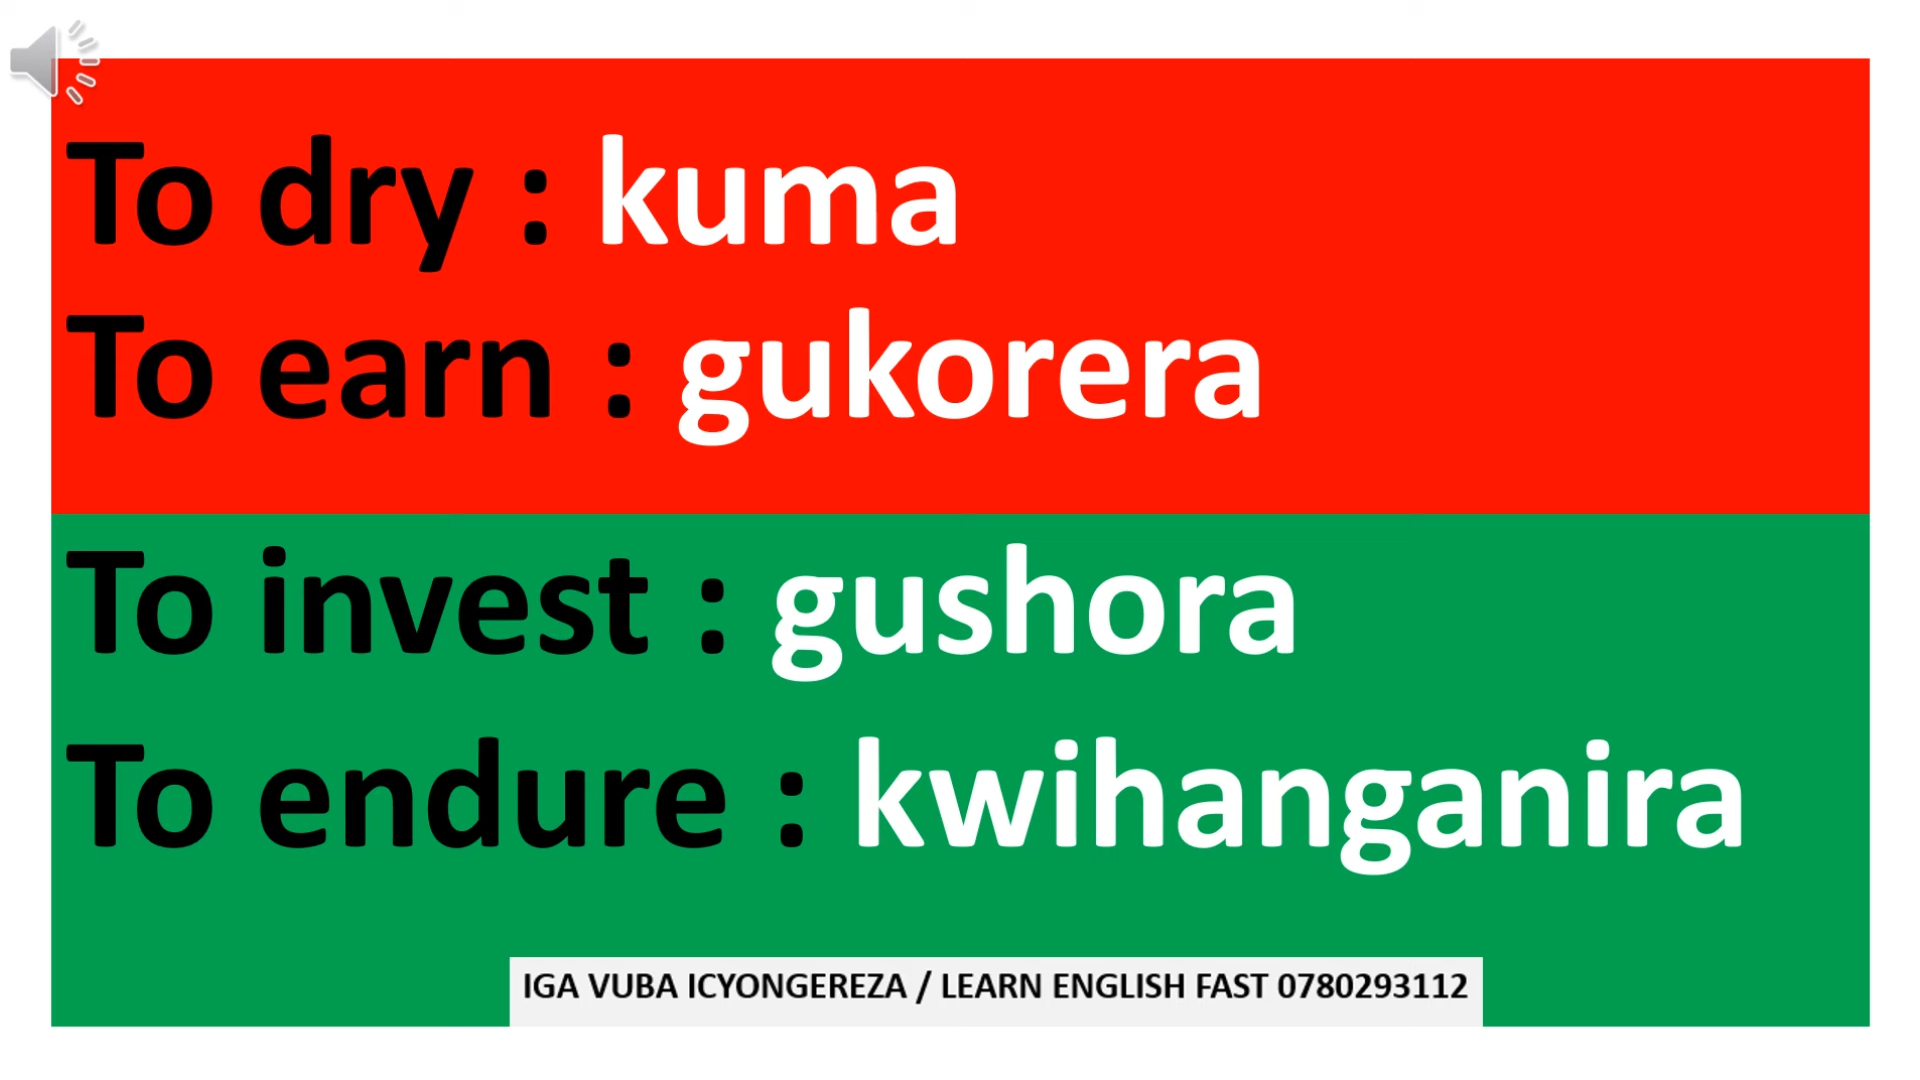 To dry : kuma
To earn : gukorera
To invest : gushora
To endure : kwihanganira
IGA VUBA ICYONGEREZA / LEARN ENGLISH FAST 0780293112